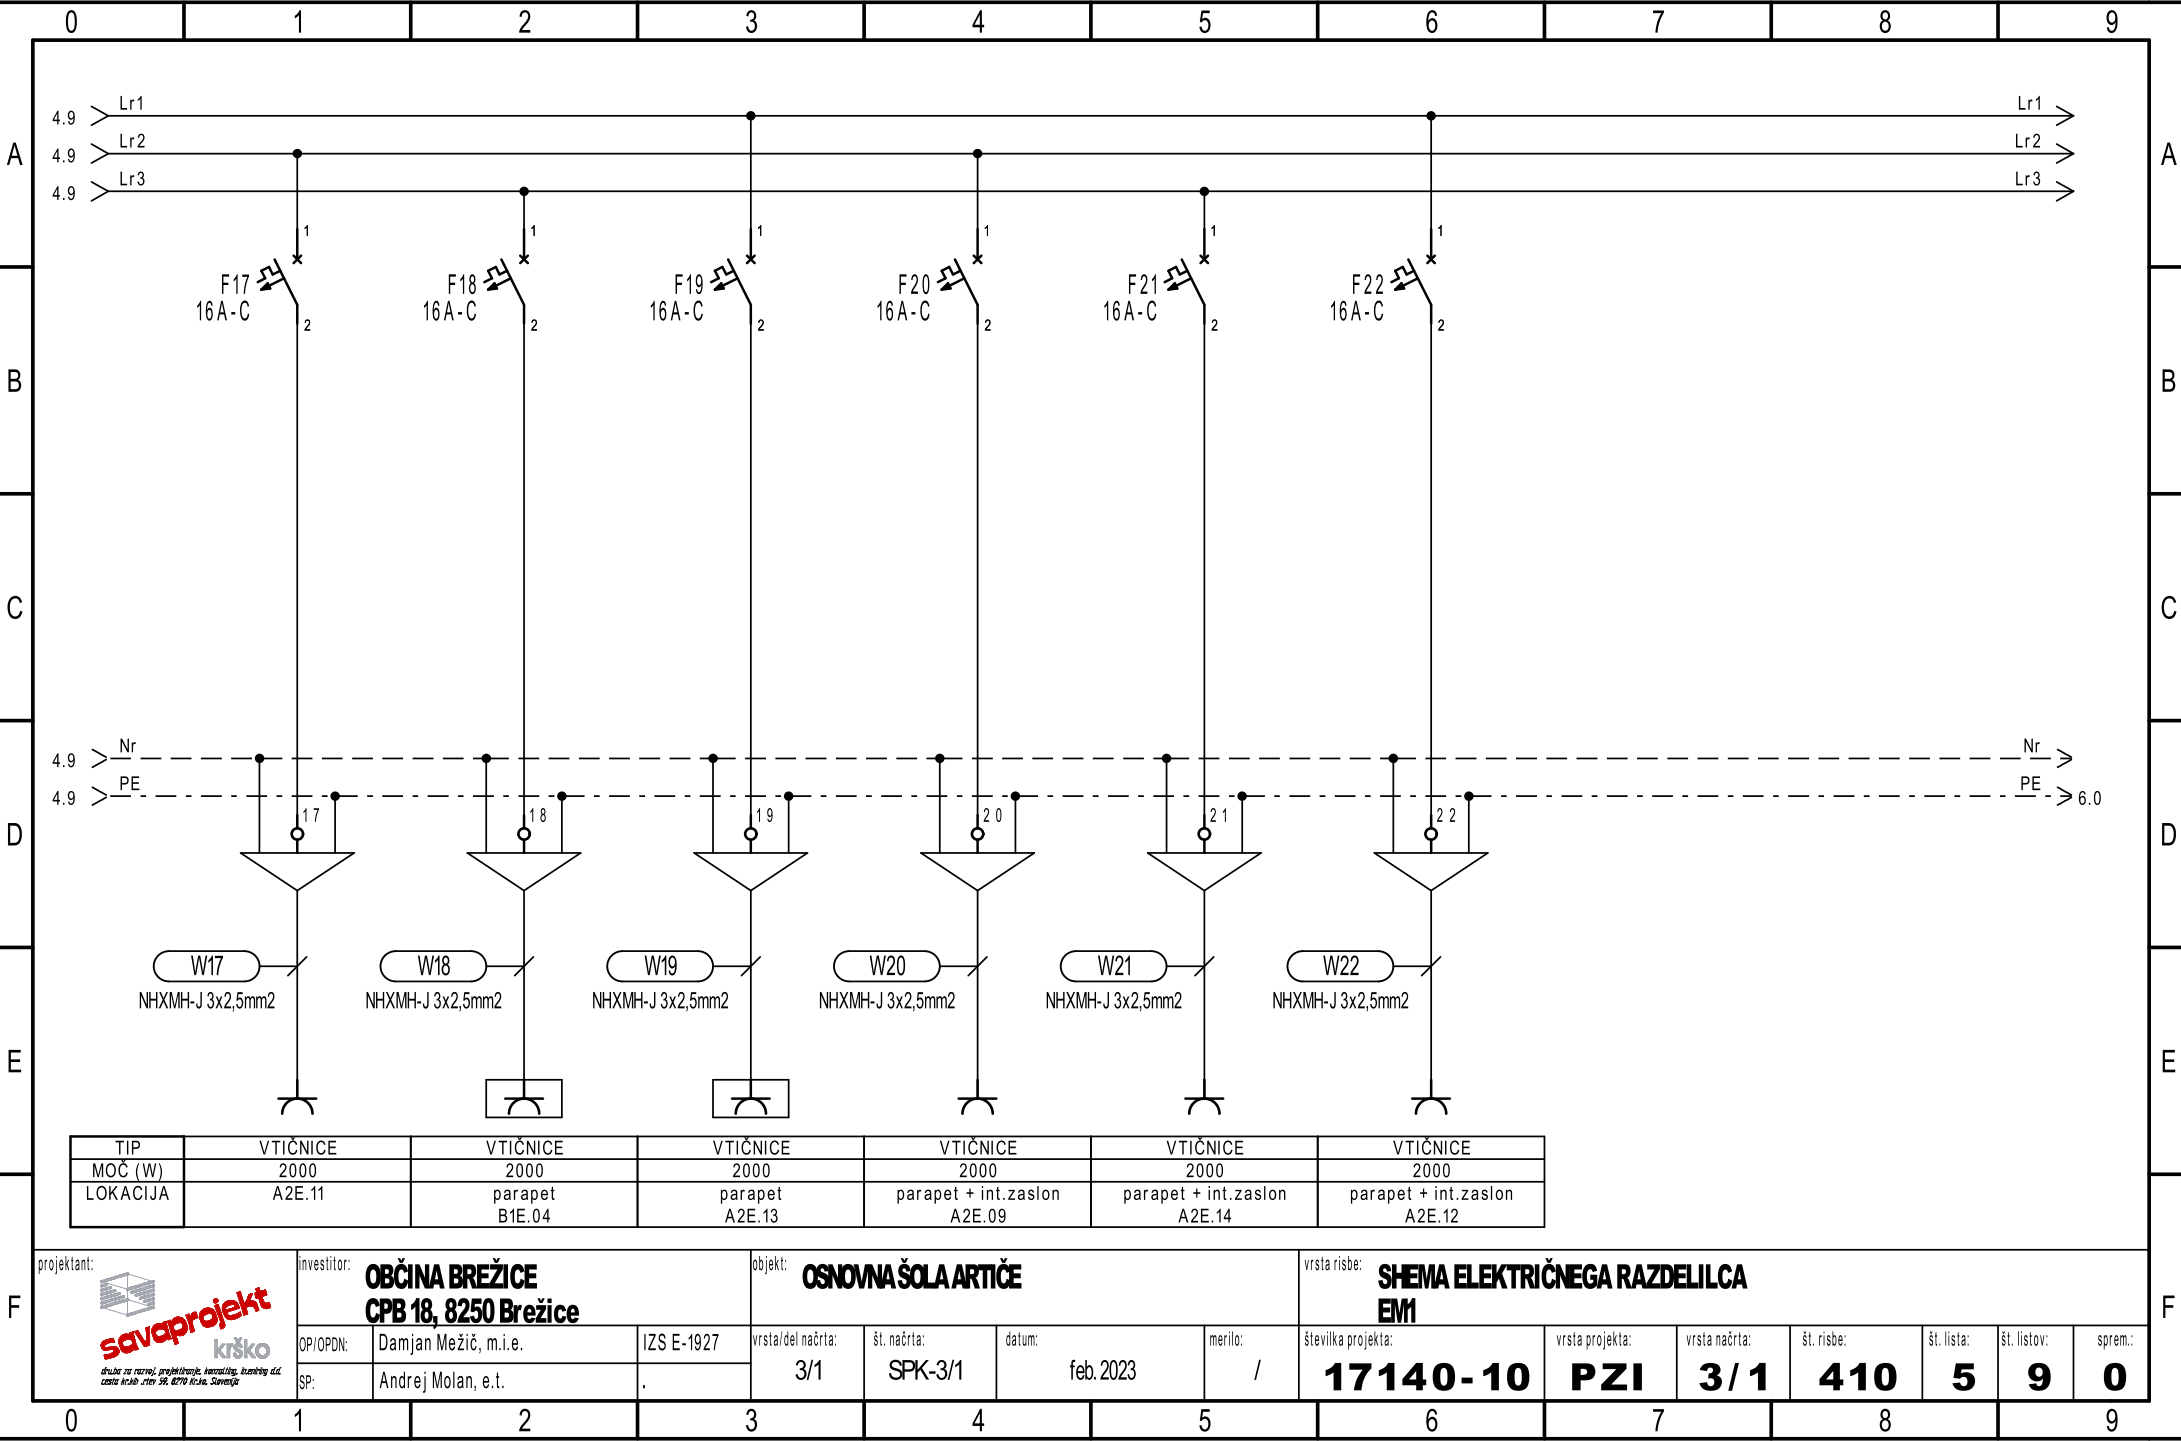 0 1 2 3 4 5 6 7 8 9
4.9 Lr1 Lr1
A 4.9 Lr2 Lr2 A
4.9 Lr3 Lr3
1 1 1 1 1 1
F17 F18 F19 F20 F21 F22
16A-C 16A-C 16A-C 16A-C 16A-C 16A-C
2 2 2 2 2 2
B B
C C
4.9 Nr Nr
4.9 PE PE 6.0
17 18 19 20 21 22
D D
W17 W18 W19 W20 W21 W22
NHXMH-J 3x2,5mm2 NHXMH-J 3x2,5mm2 NHXMH-J 3x2,5mm2 NHXMH-J 3x2,5mm2 NHXMH-J 3x2,5mm2 NHXMH-J 3x2,5mm2
E E
TIP VTIČNICE VTIČNICE VTIČNICE VTIČNICE VTIČNICE VTIČNICE
MOČ (W) 2000 2000 2000 2000 2000 2000
LOKACIJA A2E.11 parapet parapet parapet + int.zaslon parapet + int.zaslon parapet + int.zaslon
B1E.04 A2E.13 A2E.09 A2E.14 A2E.12
projektant: investitor: OBČINA BREŽICE objekt: OSNOVNA ŠOLA ARTIČE vrsta risbe: SHEMA ELEKTRIČNEGA RAZDELILCA
F CPB 18, 8250 Brežice EM1 F
savaprojekt
krško
OP/OPDN: Damjan Mežič, m.i.e. IZS E-1927 vrsta/del načrta: št. načrta: datum: merilo: številka projekta: vrsta projekta: vrsta načrta: št. risbe: št. lista: št. listov: sprem.:
3/1 SPK-3/1 feb. 2023 / 17140-10 PZI 3/1 410 5 9 0
SP: Andrej Molan, e.t. .
0 1 2 3 4 5 6 7 8 9